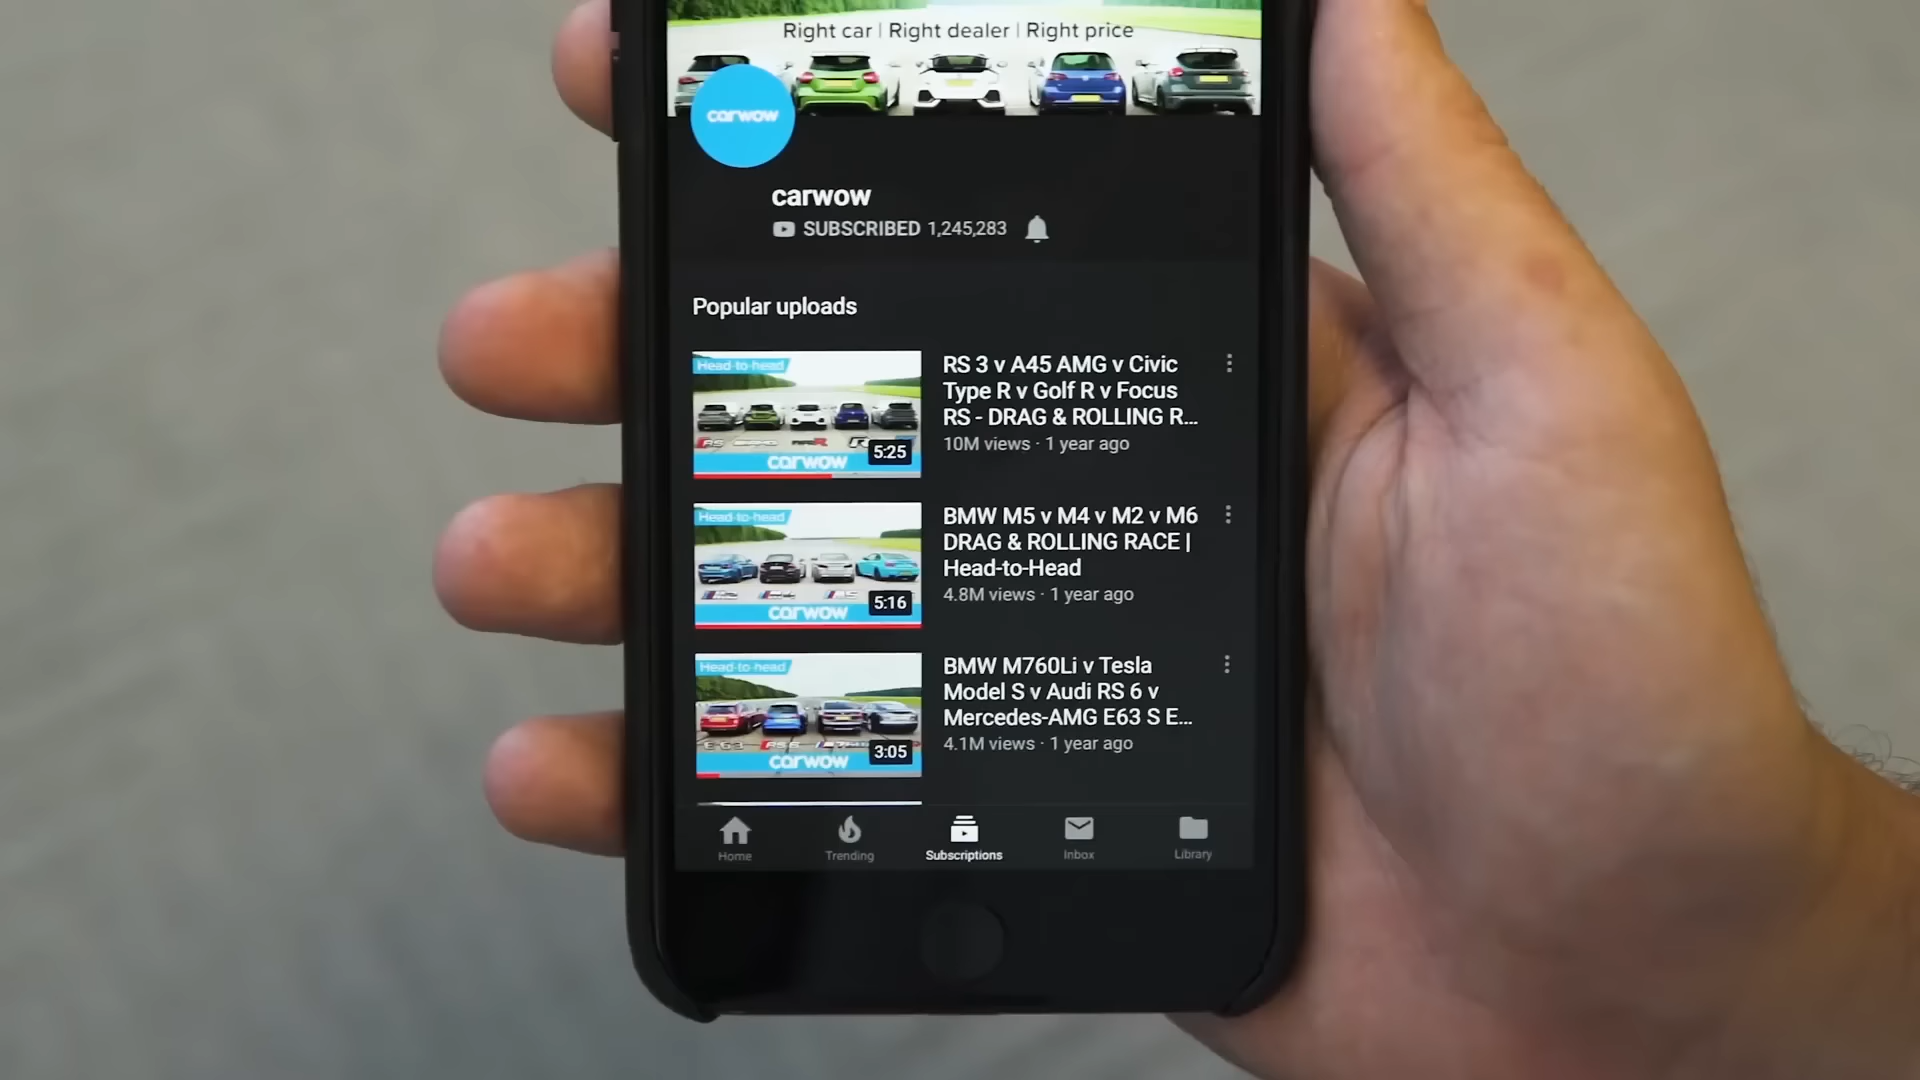 Right car | Right dealer | Right price
carwow
carwow
SUBSCRIBED 1,245,283
Popular uploads
Head-to-head
carwow
5:25
RS 3 v A45 AMG v Civic
Type R v Golf R v Focus
RS - DRAG & ROLLING R...
10M views · 1 year ago
Head-to-head
carwow
5:16
BMW M5 v M4 v M2 v M6
DRAG & ROLLING RACE |
Head-to-Head
4.8M views · 1 year ago
Head-to-head
E 63
carwow
3:05
BMW M760Li v Tesla
Model S v Audi RS 6 v
Mercedes-AMG E63 S E...
4.1M views · 1 year ago
Home
Trending
Subscriptions
Inbox
Library